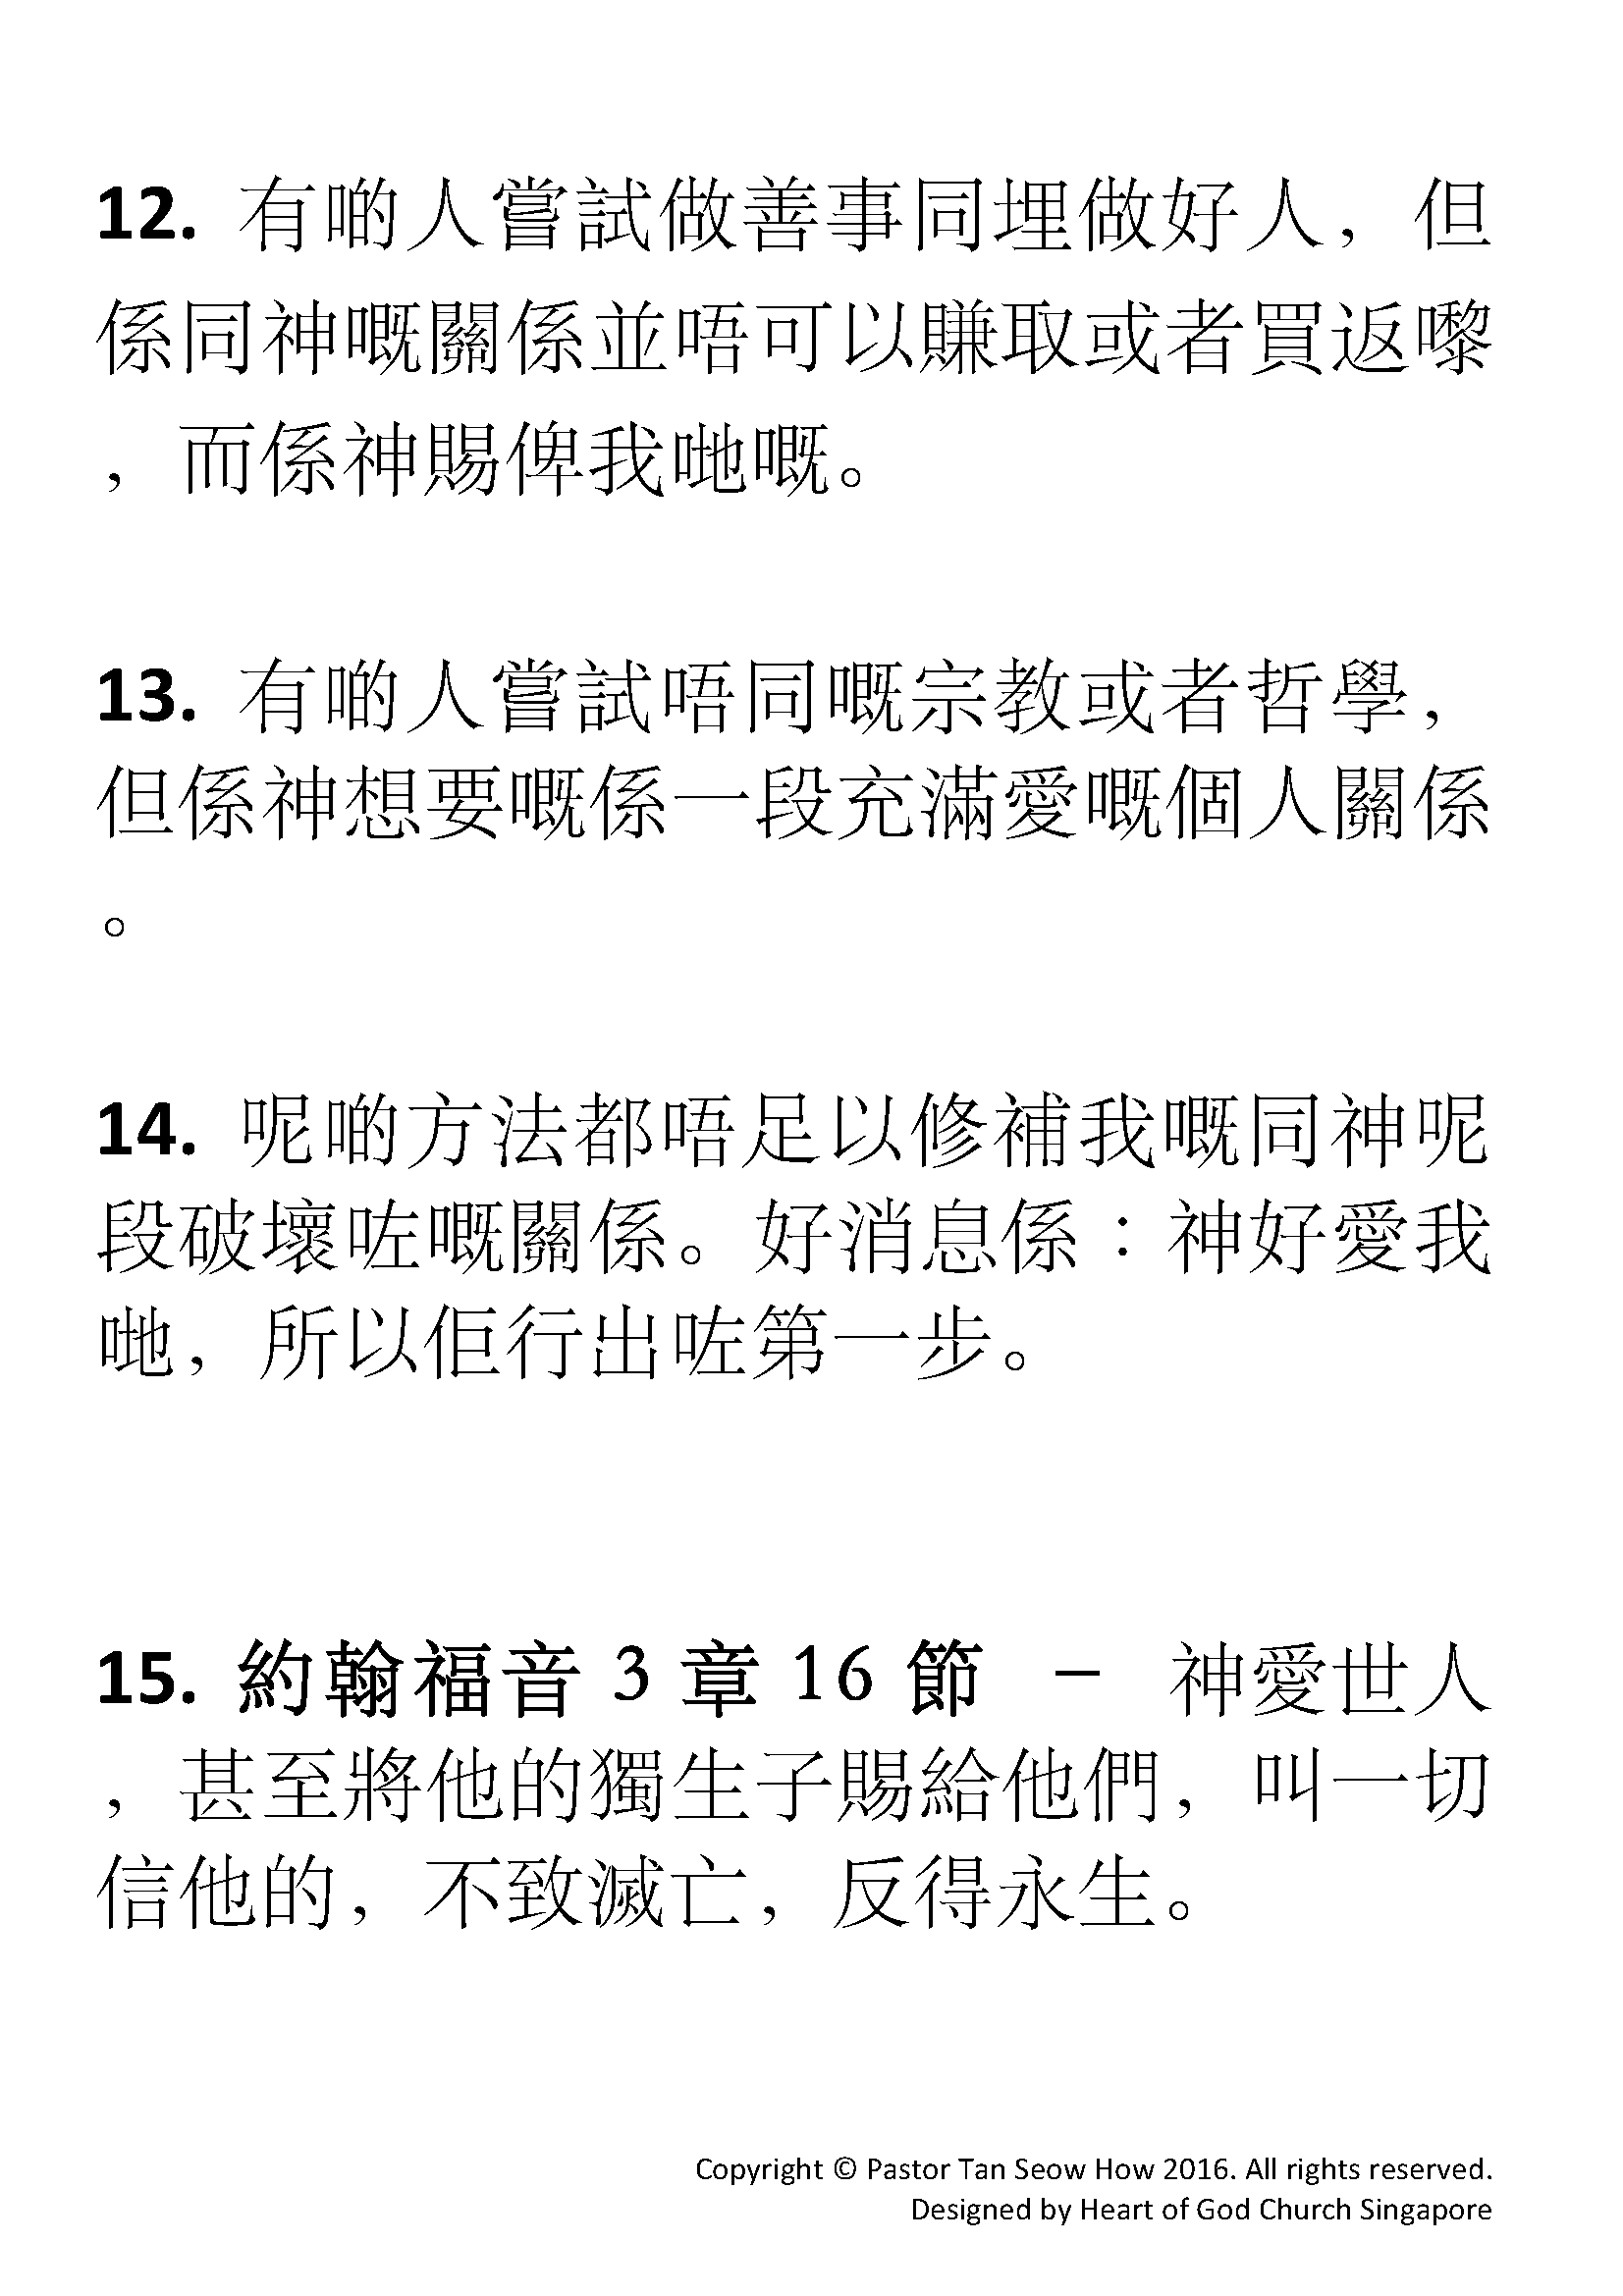 12. 有啲人嘗試做善事同埋做好人，但
係同神嘅關係並唔可以賺取或者買返嚟
，而係神賜俾我哋嘅。
13. 有啲人嘗試唔同嘅宗教或者哲學，
但係神想要嘅係一段充滿愛嘅個人關係
。
14. 呢啲方法都唔足以修補我嘅同神呢
段破壞咗嘅關係。好消息係：神好愛我
哋，所以佢行出咗第一步。
15. 約翰福音 3 章 16 節 － 神愛世人
，甚至將他的獨生子賜給他們，叫一切
信他的，不致滅亡，反得永生。
Copyright © Pastor Tan Seow How 2016. All rights reserved.
Designed by Heart of God Church Singapore